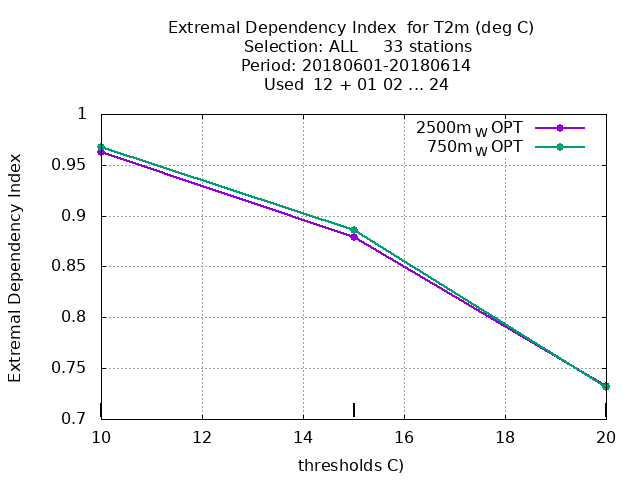 Extremal Dependency Index  for T2m (deg C)
Selection: ALL     33 stations
Period: 20180601-20180614
Used  12 + 01 02 ... 24
2500m W OPT
750m W OPT
Extremal Dependency Index
1
0.95
0.9
0.85
0.8
0.75
0.7
10 12 14 16 18 20
thresholds C)